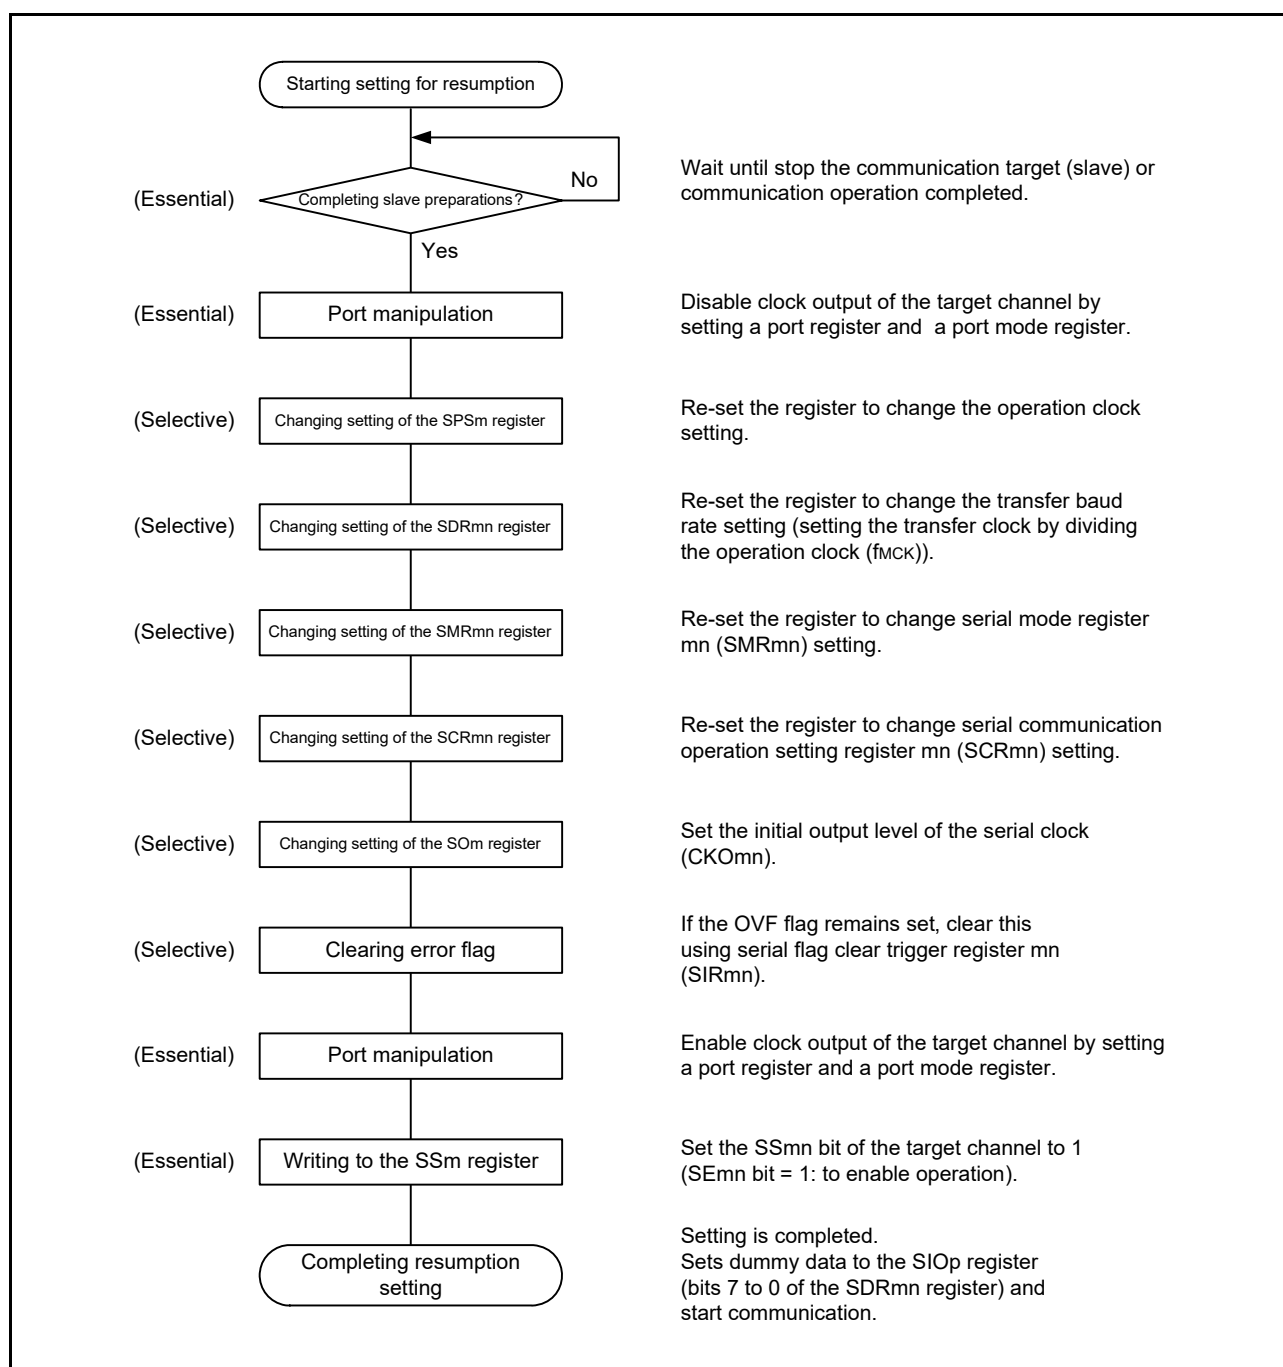 Starting setting for resumption
No
(Essential)
Completing slave preparations?
Wait until stop the communication target (slave) or
communication operation completed.
Yes
(Essential)
Port manipulation
Disable clock output of the target channel by
setting a port register and a port mode register.
(Selective)
Changing setting of the SPSm register
Re-set the register to change the operation clock
setting.
(Selective)
Changing setting of the SDRmn register
Re-set the register to change the transfer baud
rate setting (setting the transfer clock by dividing
the operation clock (fMCK)).
(Selective)
Changing setting of the SMRmn register
Re-set the register to change serial mode register
mn (SMRmn) setting.
(Selective)
Changing setting of the SCRmn register
Re-set the register to change serial communication
operation setting register mn (SCRmn) setting.
(Selective)
Changing setting of the SOm register
Set the initial output level of the serial clock
(CKOmn).
(Selective)
Clearing error flag
If the OVF flag remains set, clear this
using serial flag clear trigger register mn
(SIRmn).
(Essential)
Port manipulation
Enable clock output of the target channel by setting
a port register and a port mode register.
(Essential)
Writing to the SSm register
Set the SSmn bit of the target channel to 1
(SEmn bit = 1: to enable operation).
Completing resumption
setting
Setting is completed.
Sets dummy data to the SIOp register
(bits 7 to 0 of the SDRmn register) and
start communication.